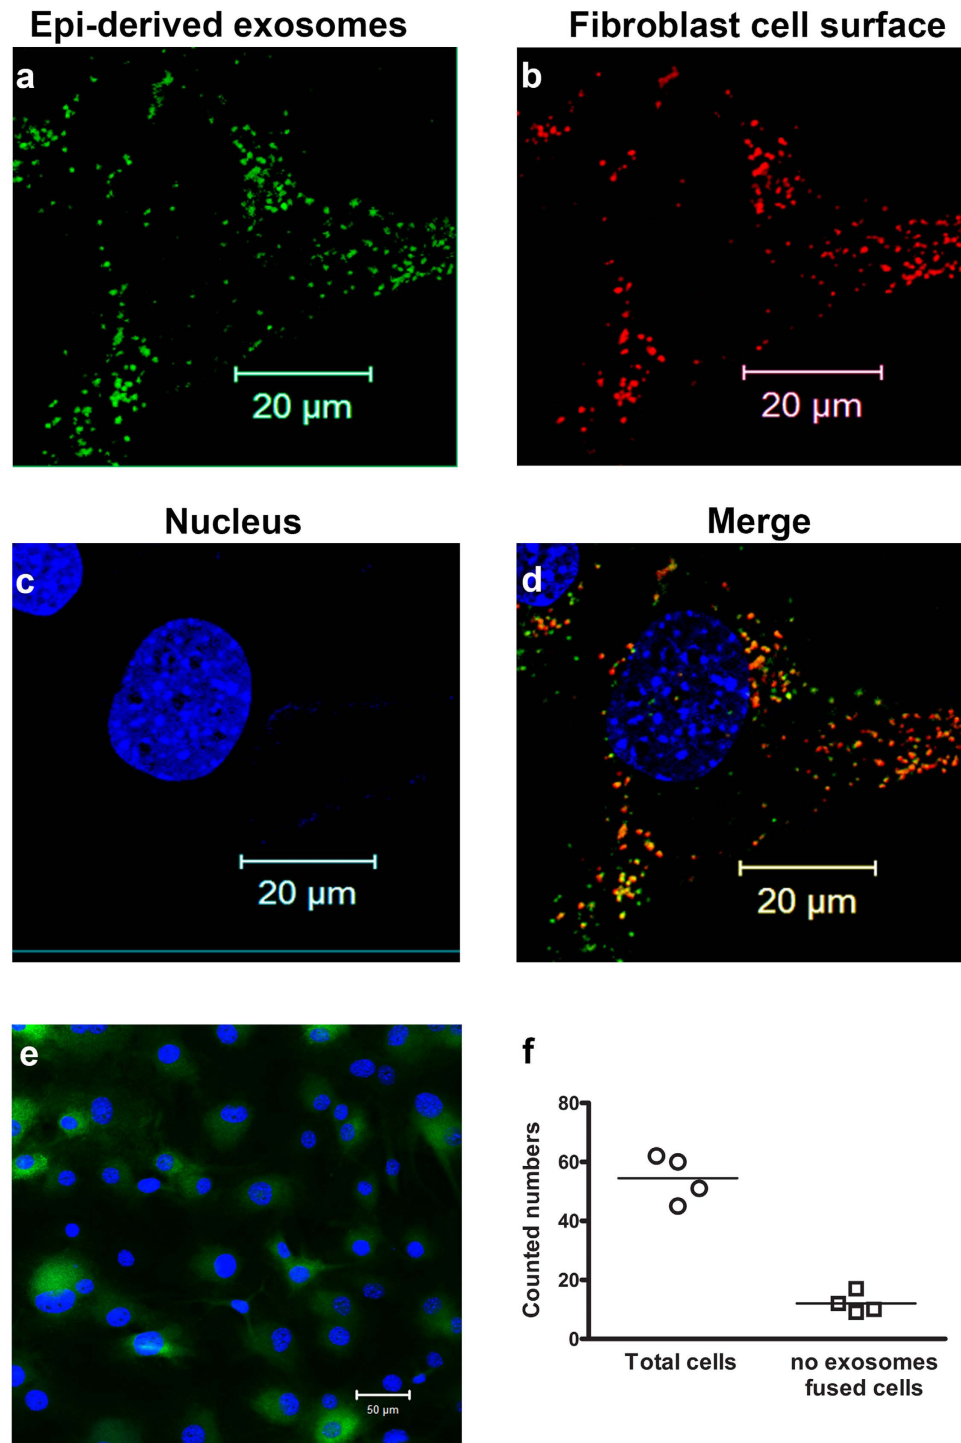 Epi-derived exosomes
Fibroblast cell surface
a
b
20 µm
20 µm
Nucleus
Merge
c
d
20 µm
20 µm
e
f
50 µm
Counted numbers
80
60
40
20
0
Total cells
no exosomes
fused cells